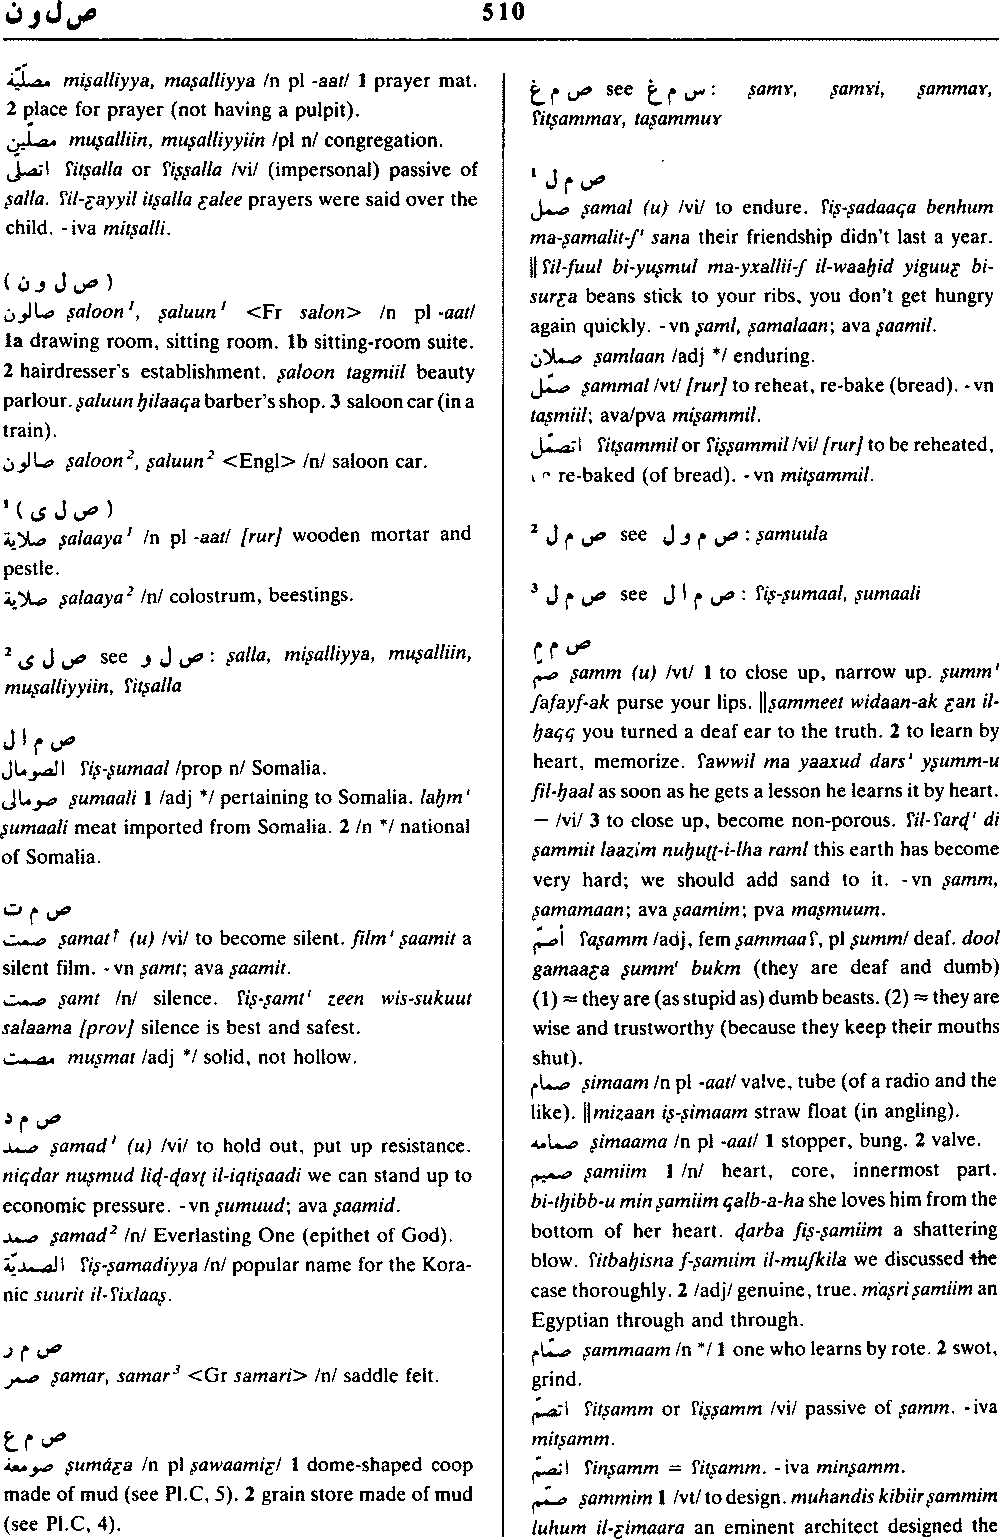 ص ل و ن
510
مصلّيّة miṣalliyya, maṣalliyya /n pl -aat/ 1 prayer mat.
2 place for prayer (not having a pulpit).
مصلّين muṣalliin, muṣalliyyiin /pl n/ congregation.
اتصلّى ʕitṣalla or ʕiṣṣalla /vi/ (impersonal) passive of
ṣalla. ʕil-ᶓayyil itṣalla ᶓalee prayers were said over the
child. -iva mitṣalli.
(ص ل و ن)
صالون ṣaloon¹, ṣaluun¹ <Fr salon> /n pl -aat/
1a drawing room, sitting room. 1b sitting-room suite.
2 hairdresser's establishment. ṣaloon tagmiil beauty
parlour. ṣaluun ḥilaaqa barber's shop. 3 saloon car (in a
train).
صالون ṣaloon², ṣaluun² <Engl> /n/ saloon car.
(ص ل ى)¹
صلاية ṣalaaya¹ /n pl -aat/ [rur] wooden mortar and
pestle.
صلاية ṣalaaya² /n/ colostrum, beestings.
ص ل ى² see ص ل و : ṣalla, miṣalliyya, muṣalliin,
muṣalliyyiin, ʕitṣalla
ص م ا ل
الصومال ʕiṣ-ṣumaal /prop n/ Somalia.
صومالى ṣumaali 1 /adj */ pertaining to Somalia. laḥm'
ṣumaali meat imported from Somalia. 2 /n */ national
of Somalia.
ص م ت
صمت ṣamat↑ (u) /vi/ to become silent. film' ṣaamit a
silent film. -vn ṣamt; ava ṣaamit.
صمت ṣamt /n/ silence. ʕiṣ-ṣamt' zeen wis-sukuut
salaama [prov] silence is best and safest.
مصمت muṣmat /adj */ solid, not hollow.
ص م د
صمد ṣamad¹ (u) /vi/ to hold out, put up resistance.
niqdar nuṣmud liḍ-ḍaɣṭ il-iqtiṣaadi we can stand up to
economic pressure. -vn ṣumuud; ava ṣaamid.
صمد ṣamad² /n/ Everlasting One (epithet of God).
الصمديّة ʕiṣ-ṣamadiyya /n/ popular name for the Kora-
nic suurit il-ʕixlaaṣ.
ص م ر
صمر ṣamar, samar³ <Gr samari> /n/ saddle felt.
ص م ع
صومعة ṣumáᶓa /n pl ṣawaamiᶓ/ 1 dome-shaped coop
made of mud (see Pl.C, 5). 2 grain store made of mud
(see Pl.C, 4).
ص م غ see س م غ : ṣamɣ, ṣamɣi, ṣammaɣ,
ʕitṣammaɣ, taṣammuɣ
ص م ل¹
صمل ṣamal (u) /vi/ to endure. ʕiṣ-ṣadaaqa benhum
ma-ṣamalit-ʃ' sana their friendship didn't last a year.
‖ ʕil-fuul bi-yuṣmul ma-yxallii-ʃ il-waaḥid yiguuᶓ bi-
surᶓa beans stick to your ribs, you don't get hungry
again quickly. -vn ṣaml, ṣamalaan; ava ṣaamil.
صملان ṣamlaan /adj */ enduring.
صمّل ṣammal /vt/ [rur] to reheat, re-bake (bread). -vn
taṣmiil; ava/pva miṣammil.
اتصمّل ʕitṣammil or ʕiṣṣammil /vi/ [rur] to be reheated,
re-baked (of bread). -vn mitṣammil.
ص م ل² see ص م و ل : ṣamuula
ص م ل³ see ص م ا ل : ʕiṣ-ṣumaal, ṣumaali
ص م م
صم ṣamm (u) /vt/ 1 to close up, narrow up. ṣumm'
ʃafayf-ak purse your lips. ‖ ṣammeet widaan-ak ᶓan il-
ḥaqq you turned a deaf ear to the truth. 2 to learn by
heart, memorize. ʕawwil ma yaaxud dars' yṣumm-u
fil-ḥaal as soon as he gets a lesson he learns it by heart.
— /vi/ 3 to close up, become non-porous. ʕil-ʕarḍ' di
ṣammit laazim nuḥuṭṭ-i-lha raml this earth has become
very hard; we should add sand to it. -vn ṣamm,
ṣamamaan; ava ṣaamim; pva maṣmuum.
أصمّ ʕaṣamm /adj, fem ṣammaaʕ, pl ṣumm/ deaf. dool
gamaaᶓa ṣumm' bukm (they are deaf and dumb)
(1) ≈ they are (as stupid as) dumb beasts. (2) ≈ they are
wise and trustworthy (because they keep their mouths
shut).
صمام ṣimaam /n pl -aat/ valve, tube (of a radio and the
like). ‖ mizaan iṣ-ṣimaam straw float (in angling).
صمامه ṣimaama /n pl -aat/ 1 stopper, bung. 2 valve.
صميم ṣamiim 1 /n/ heart, core, innermost part.
bi-tḥibb-u min ṣamiim qalb-a-ha she loves him from the
bottom of her heart. ḍarba fiṣ-ṣamiim a shattering
blow. ʕitbaḥisna f-ṣamiim il-muʃkila we discussed the
case thoroughly. 2 /adj/ genuine, true. maṣri ṣamiim an
Egyptian through and through.
صمّام ṣammaam /n */ 1 one who learns by rote. 2 swot,
grind.
اتصمّ ʕitṣamm or ʕiṣṣamm /vi/ passive of ṣamm. -iva
mitṣamm.
انصمّ ʕinṣamm = ʕitṣamm. -iva minṣamm.
صمّم ṣammim 1 /vt/ to design. muhandis kibiir ṣammim
luhum il-ᶓimaara an eminent architect designed the